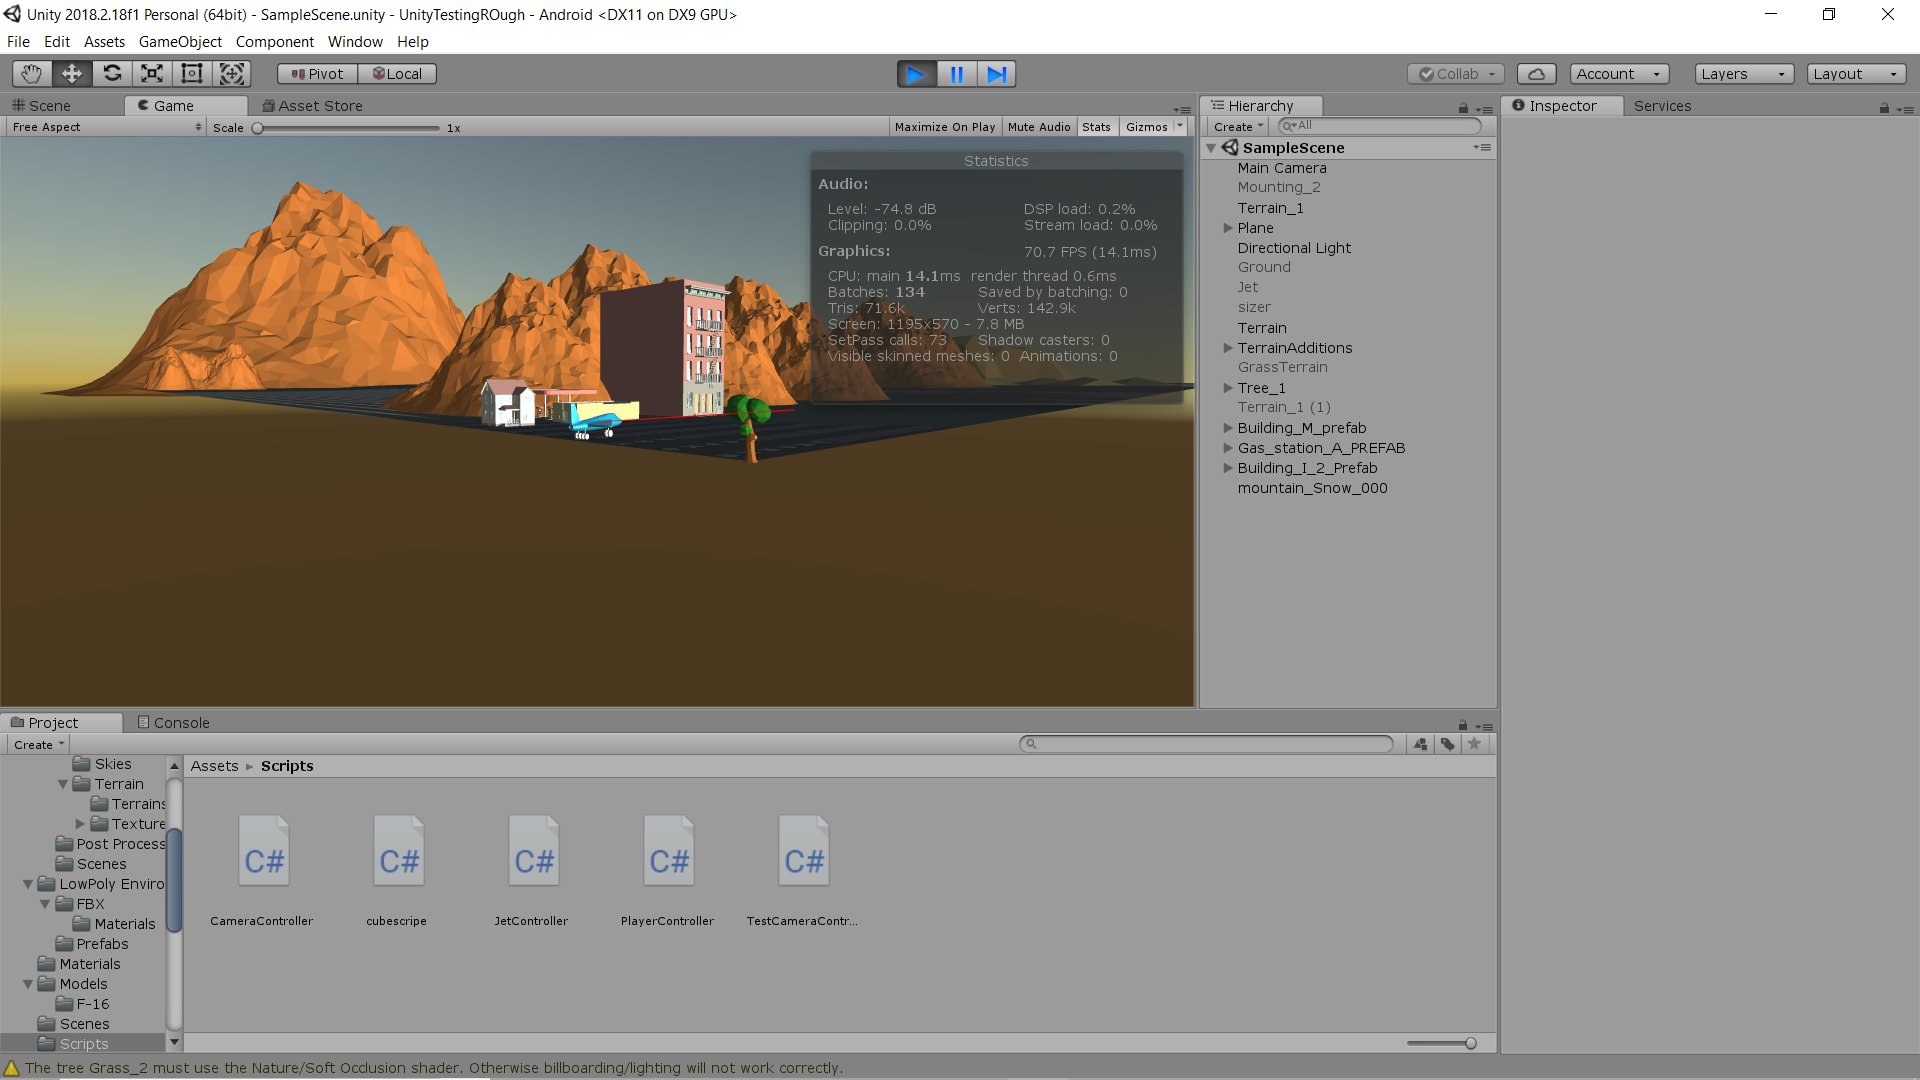 Unity 2018.2.18f1 Personal (64bit) - SampleScene.unity - UnityTestingROugh - Android <DX11 on DX9 GPU>
File Edit Assets GameObject Component Window Help
Pivot Local Collab Account Layers Layout
Scene Game Asset Store
Free Aspect Scale 1x Maximize On Play Mute Audio Stats Gizmos
Statistics
Audio:
Level: -74.8 dB DSP load: 0.2%
Clipping: 0.0% Stream load: 0.0%
Graphics: 70.7 FPS (14.1ms)
CPU: main 14.1ms render thread 0.6ms
Batches: 134 Saved by batching: 0
Tris: 71.6k Verts: 142.9k
Screen: 1195x570 - 7.8 MB
SetPass calls: 73 Shadow casters: 0
Visible skinned meshes: 0 Animations: 0
Hierarchy
Create All
SampleScene
Main Camera
Mounting_2
Terrain_1
Plane
Directional Light
Ground
Jet
sizer
Terrain
TerrainAdditions
GrassTerrain
Tree_1
Terrain_1 (1)
Building_M_prefab
Gas_station_A_PREFAB
Building_I_2_Prefab
mountain_Snow_000
Inspector Services
Project Console
Create
Skies
Terrain
Terrains
Texture
Post Process
Scenes
LowPoly Enviro
FBX
Materials
Prefabs
Materials
Models
F-16
Scenes
Scripts
Assets Scripts
C# C# C# C# C#
CameraController cubescripe JetController PlayerController TestCameraContr...
The tree Grass_2 must use the Nature/Soft Occlusion shader. Otherwise billboarding/lighting will not work correctly.